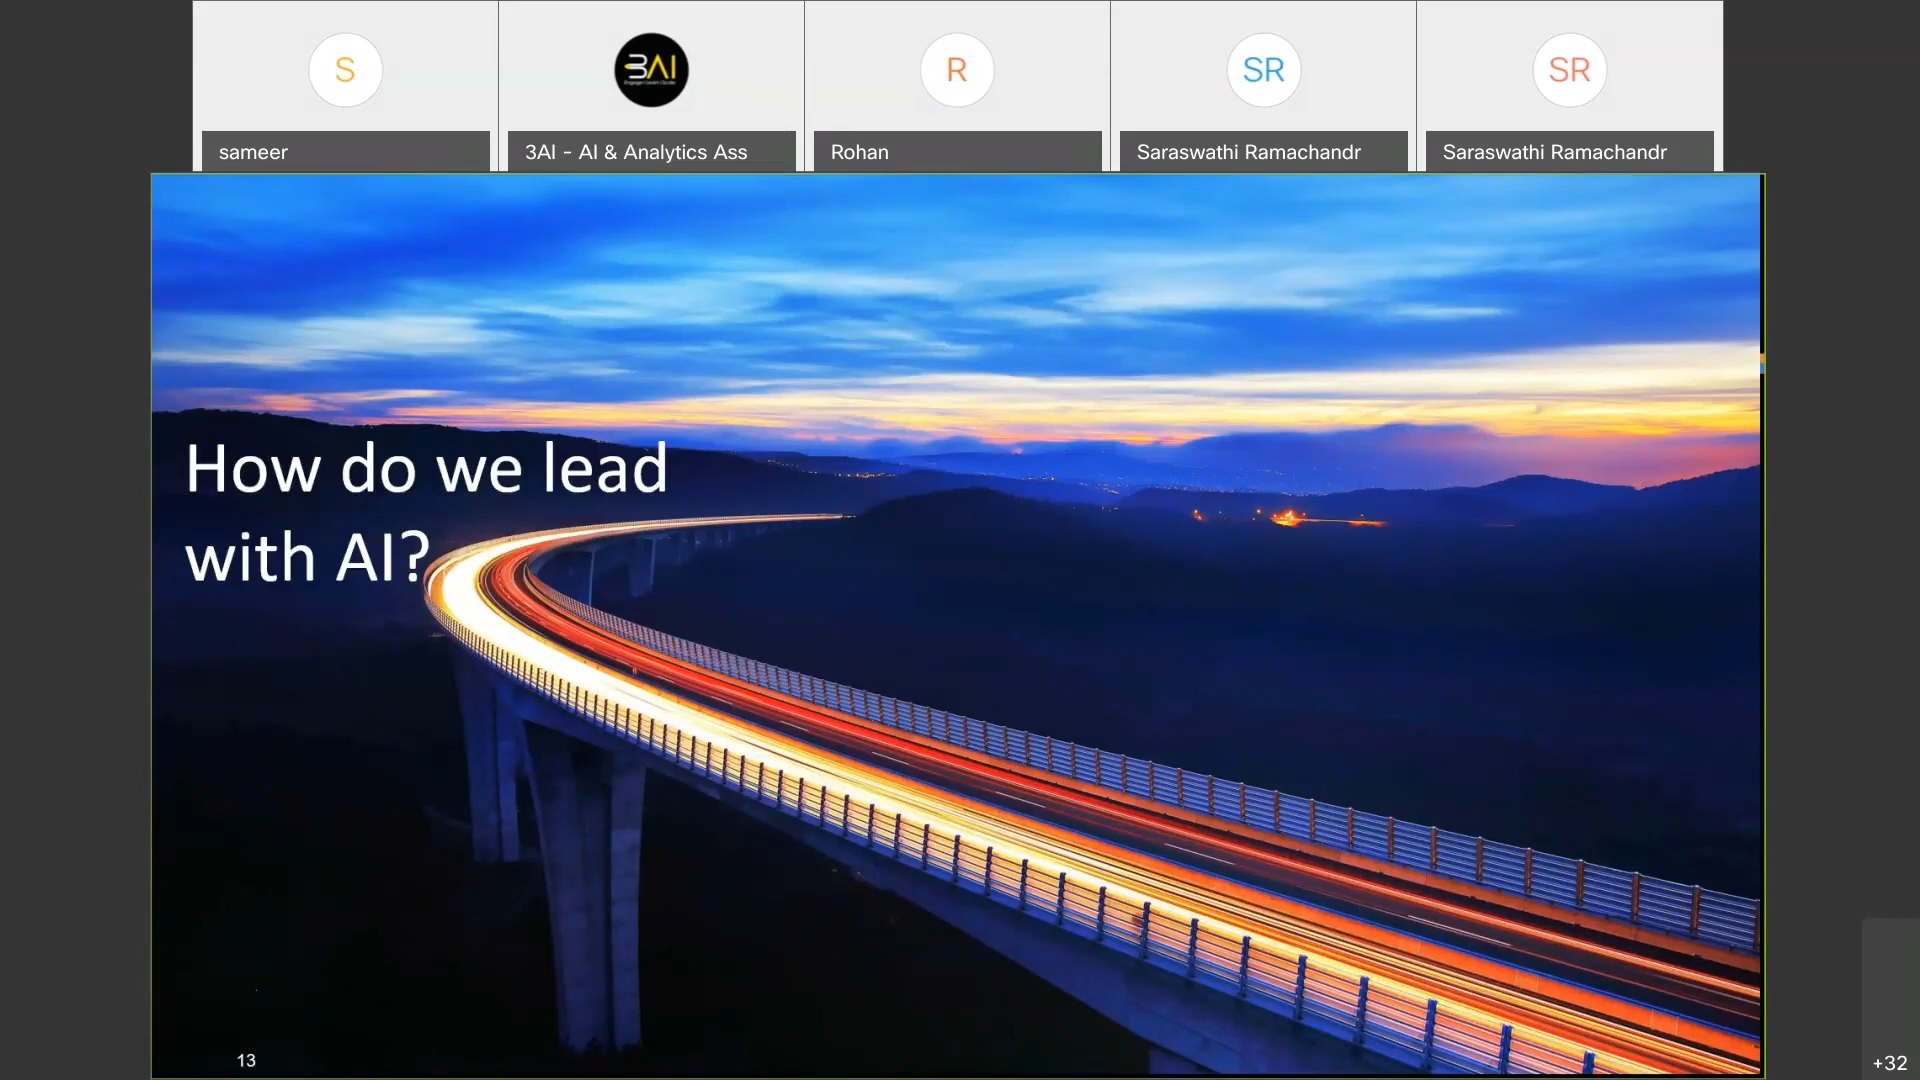 S
3AI
R
SR
SR
sameer
3AI - AI & Analytics Ass
Rohan
Saraswathi Ramachandr
Saraswathi Ramachandr
How do we lead
with AI?
13
+32